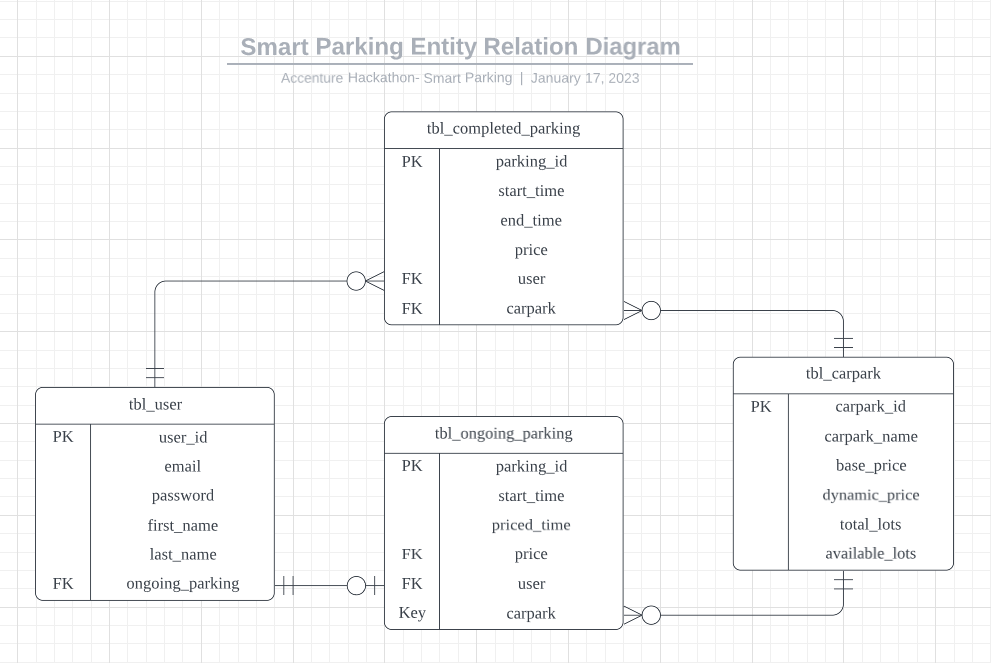 Smart Parking Entity Relation Diagram
Accenture Hackathon- Smart Parking | January 17, 2023
tbl_completed_parking
PK parking_id
start_time
end_time
price
FK user
FK carpark
tbl_user
PK user_id
email
password
first_name
last_name
FK ongoing_parking
tbl_ongoing_parking
PK parking_id
start_time
priced_time
FK price
FK user
Key carpark
tbl_carpark
PK carpark_id
carpark_name
base_price
dynamic_price
total_lots
available_lots